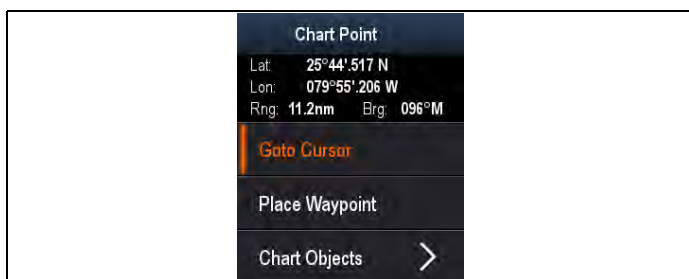 Chart Point
Lat: 25°44'.517 N
Lon: 079°55'.206 W
Rng: 11.2nm Brg: 096°M
Goto Cursor
Place Waypoint
Chart Objects